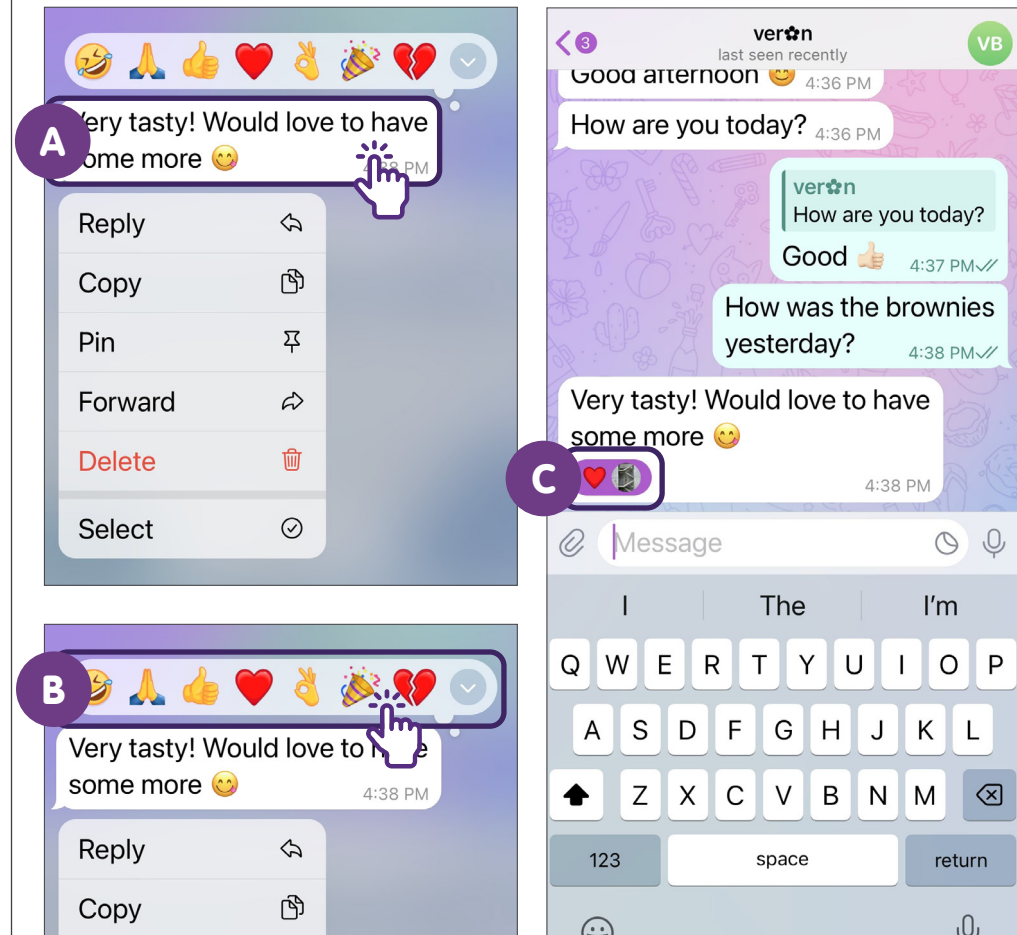 A
Very tasty! Would love to have
some more 😋
4:38 PM
Reply
Copy
Pin
Forward
Delete
Select
B
Very tasty! Would love to have
some more 😋
4:38 PM
Reply
Copy
3
ver✿n
last seen recently
VB
Good afternoon 😊 4:36 PM
How are you today? 4:36 PM
ver✿n
How are you today?
Good 👍🏻 4:37 PM
How was the brownies
yesterday? 4:38 PM
Very tasty! Would love to have
some more 😋
C
4:38 PM
Message
I The I'm
Q W E R T Y U I O P
A S D F G H J K L
Z X C V B N M
123 space return